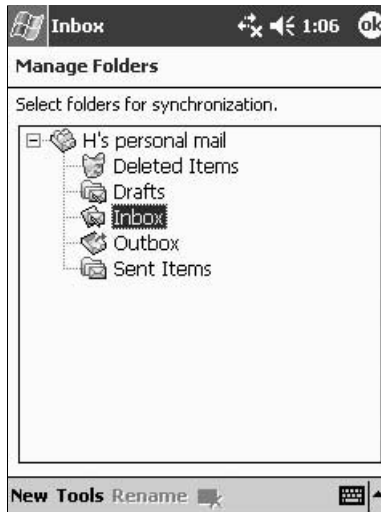 Inbox 1:06 ok
Manage Folders
Select folders for synchronization.
H's personal mail
Deleted Items
Drafts
Inbox
Outbox
Sent Items
New Tools Rename